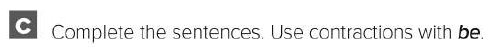 C Complete the sentences. Use contractions with be.